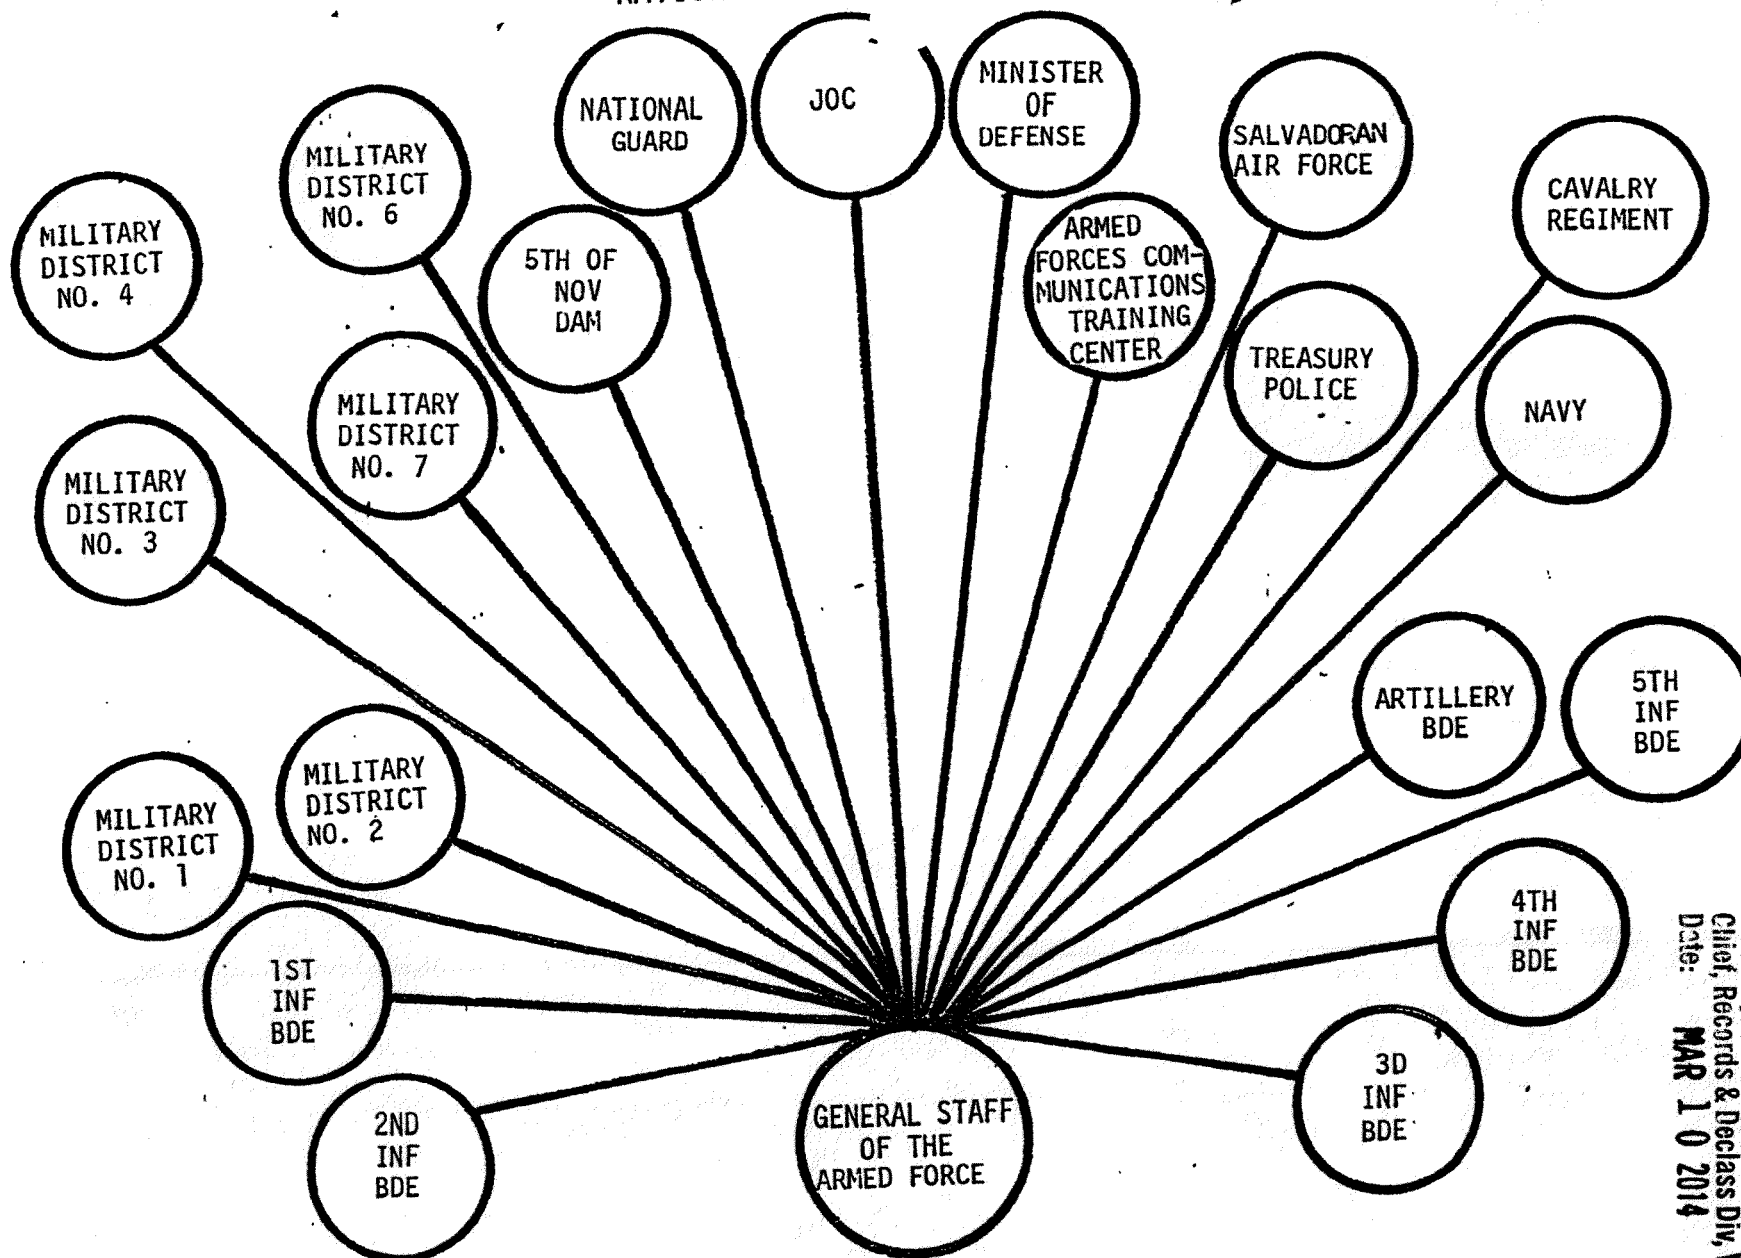 NATIONAL
GUARD
JOC
MINISTER
OF
DEFENSE
SALVADORAN
AIR FORCE
CAVALRY
REGIMENT
MILITARY
DISTRICT
NO. 6
MILITARY
DISTRICT
NO. 4
5TH OF
NOV
DAM
ARMED
FORCES COM-
MUNICATIONS
TRAINING
CENTER
TREASURY
POLICE
NAVY
MILITARY
DISTRICT
NO. 7
MILITARY
DISTRICT
NO. 3
ARTILLERY
BDE
5TH
INF
BDE
MILITARY
DISTRICT
NO. 2
MILITARY
DISTRICT
NO. 1
4TH
INF
BDE
1ST
INF
BDE
3D
INF
BDE
2ND
INF
BDE
GENERAL STAFF
OF THE
ARMED FORCE
Chief, Records & Declass Div,
Date: MAR 10 2014